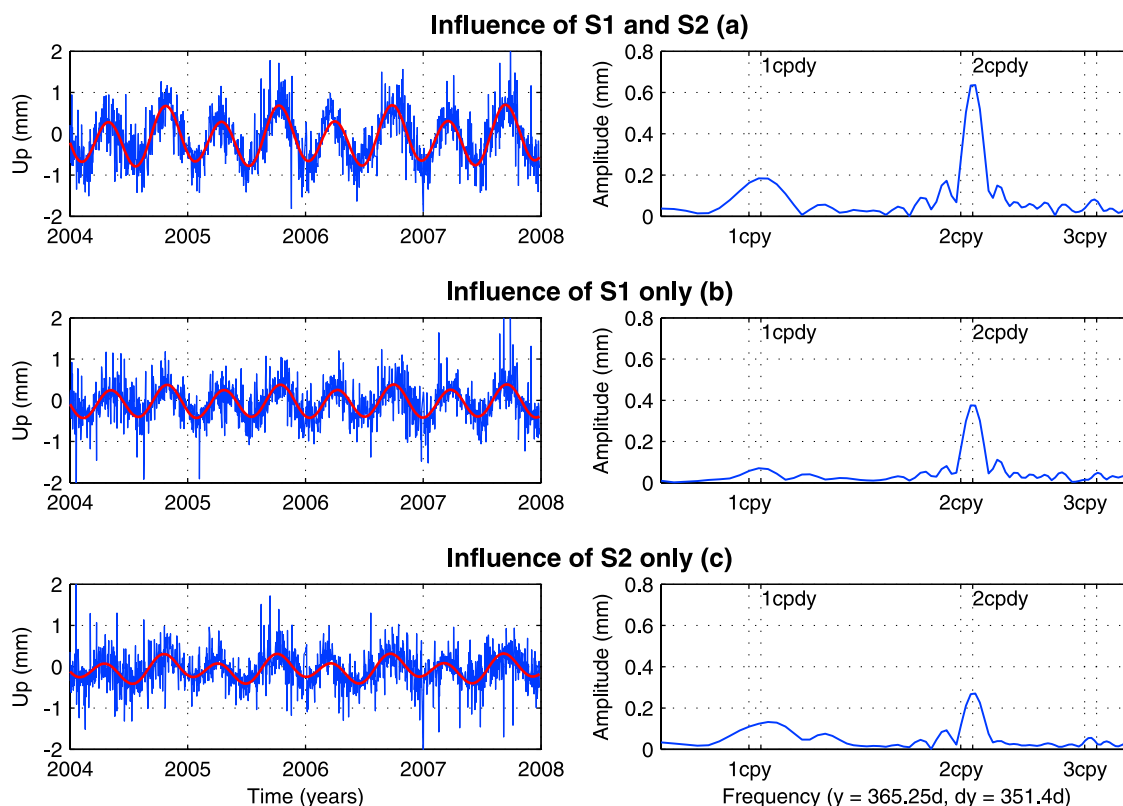 Influence of S1 and S2 (a)
Up (mm)
2
1
0
-1
-2
2004
2005
2006
2007
2008
Amplitude (mm)
0.8
0.6
0.4
0.2
0
1cpdy
2cpdy
1cpy
2cpy
3cpy
Influence of S1 only (b)
Up (mm)
2
1
0
-1
-2
2004
2005
2006
2007
2008
Amplitude (mm)
0.8
0.6
0.4
0.2
0
1cpdy
2cpdy
1cpy
2cpy
3cpy
Influence of S2 only (c)
Up (mm)
2
1
0
-1
-2
2004
2005
2006
2007
2008
Time (years)
Amplitude (mm)
0.8
0.6
0.4
0.2
0
1cpdy
2cpdy
1cpy
2cpy
3cpy
Frequency (y = 365.25d, dy = 351.4d)